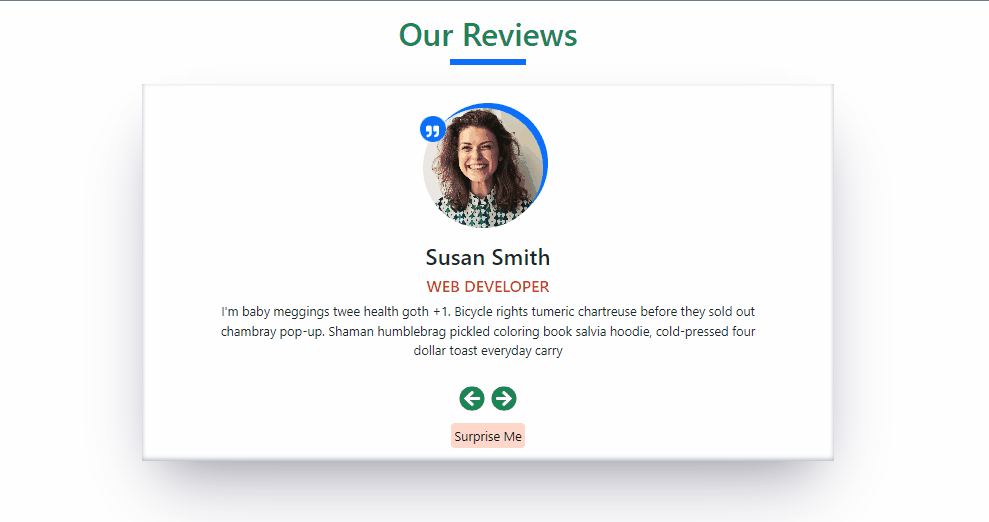 Our Reviews
Susan Smith
WEB DEVELOPER
I'm baby meggings twee health goth +1. Bicycle rights tumeric chartreuse before they sold out
chambray pop-up. Shaman humblebrag pickled coloring book salvia hoodie, cold-pressed four
dollar toast everyday carry
Surprise Me